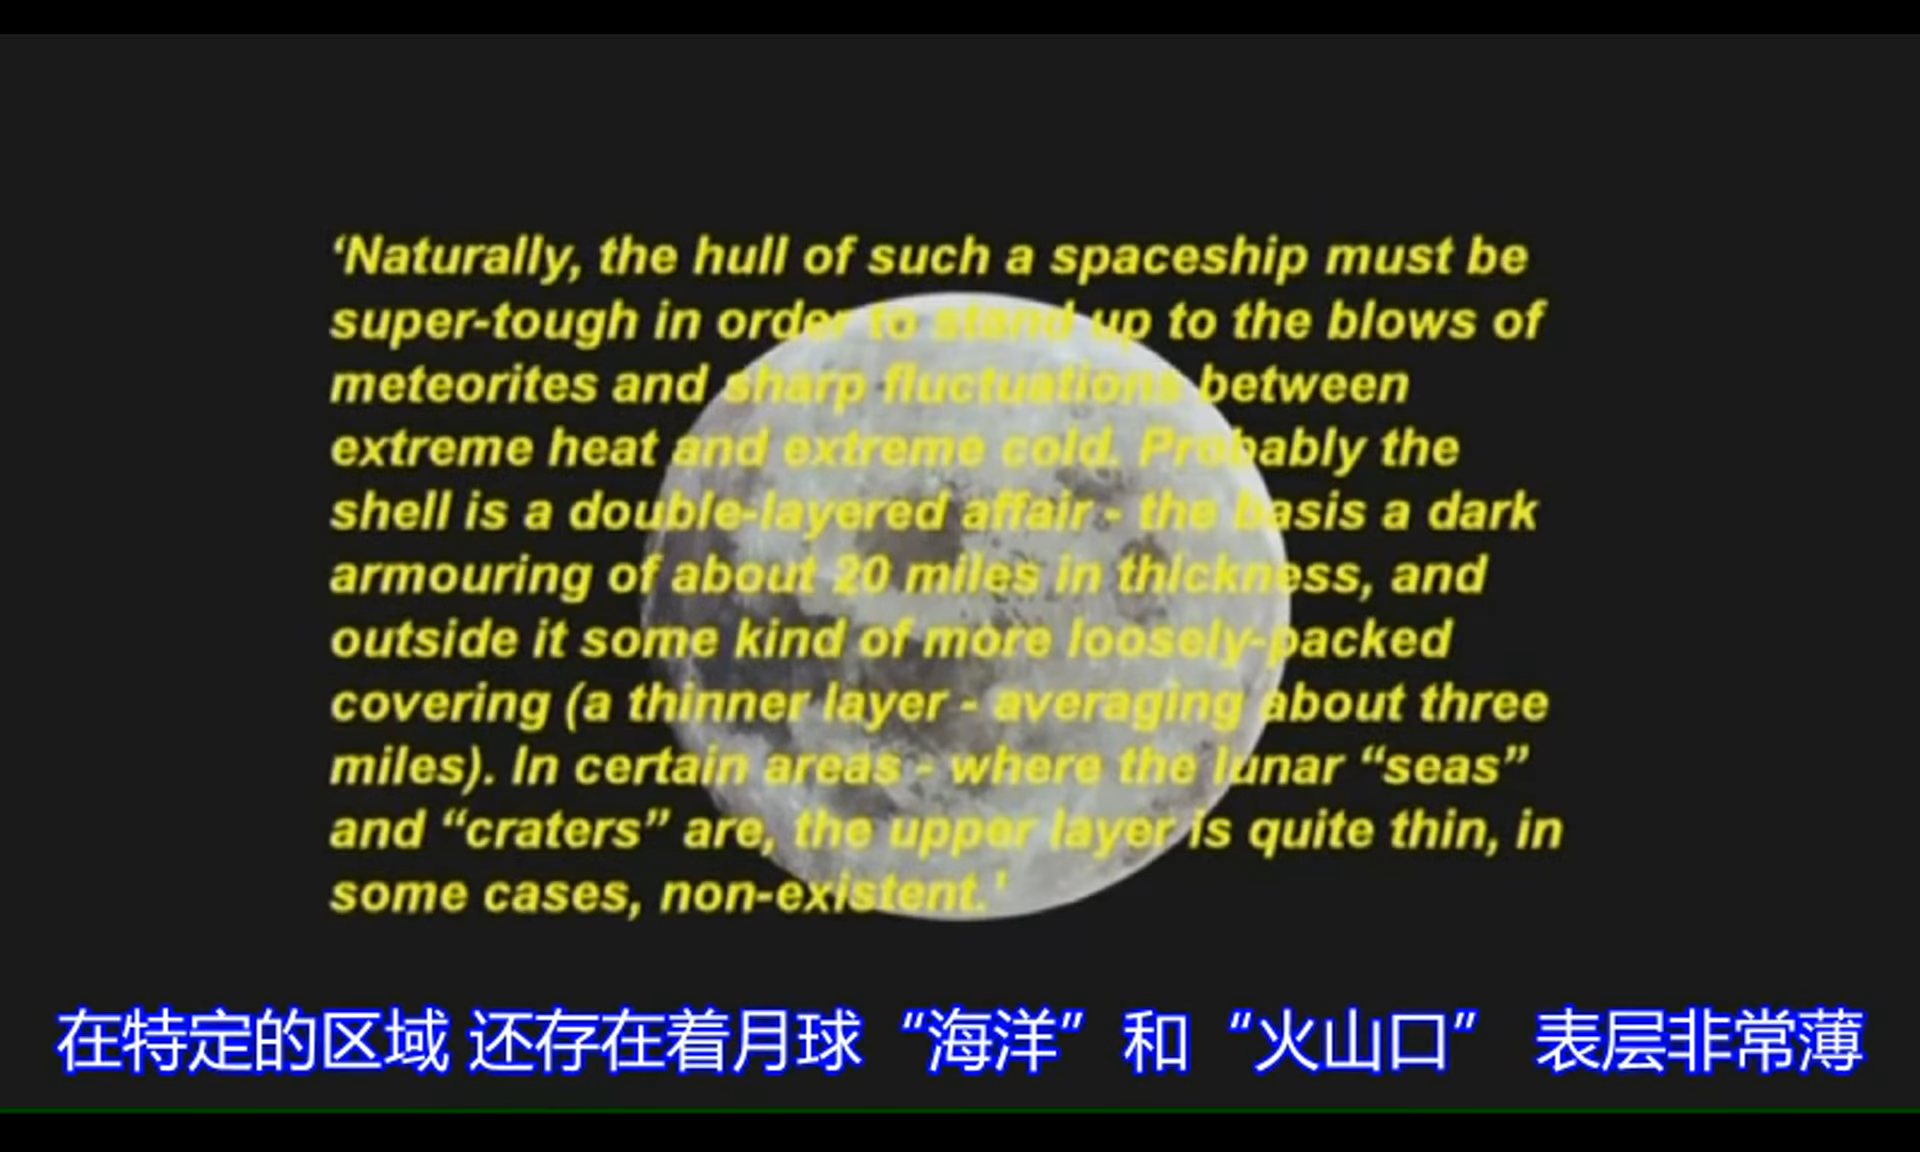 ‘Naturally, the hull of such a spaceship must be
super-tough in order to stand up to the blows of
meteorites and sharp fluctuations between
extreme heat and extreme cold. Probably the
shell is a double-layered affair - the basis a dark
armouring of about 20 miles in thickness, and
outside it some kind of more loosely-packed
covering (a thinner layer - averaging about three
miles). In certain areas - where the lunar “seas”
and “craters” are, the upper layer is quite thin, in
some cases, non-existent.'
在特定的区域 还存在着月球“海洋”和“火山口” 表层非常薄